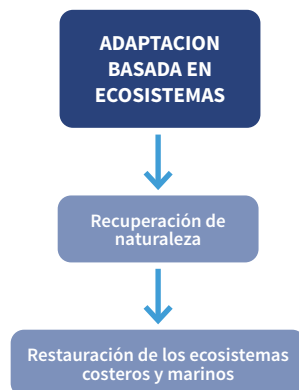 ADAPTACION
BASADA EN
ECOSISTEMAS
Recuperación de
naturaleza
Restauración de los ecosistemas
costeros y marinos